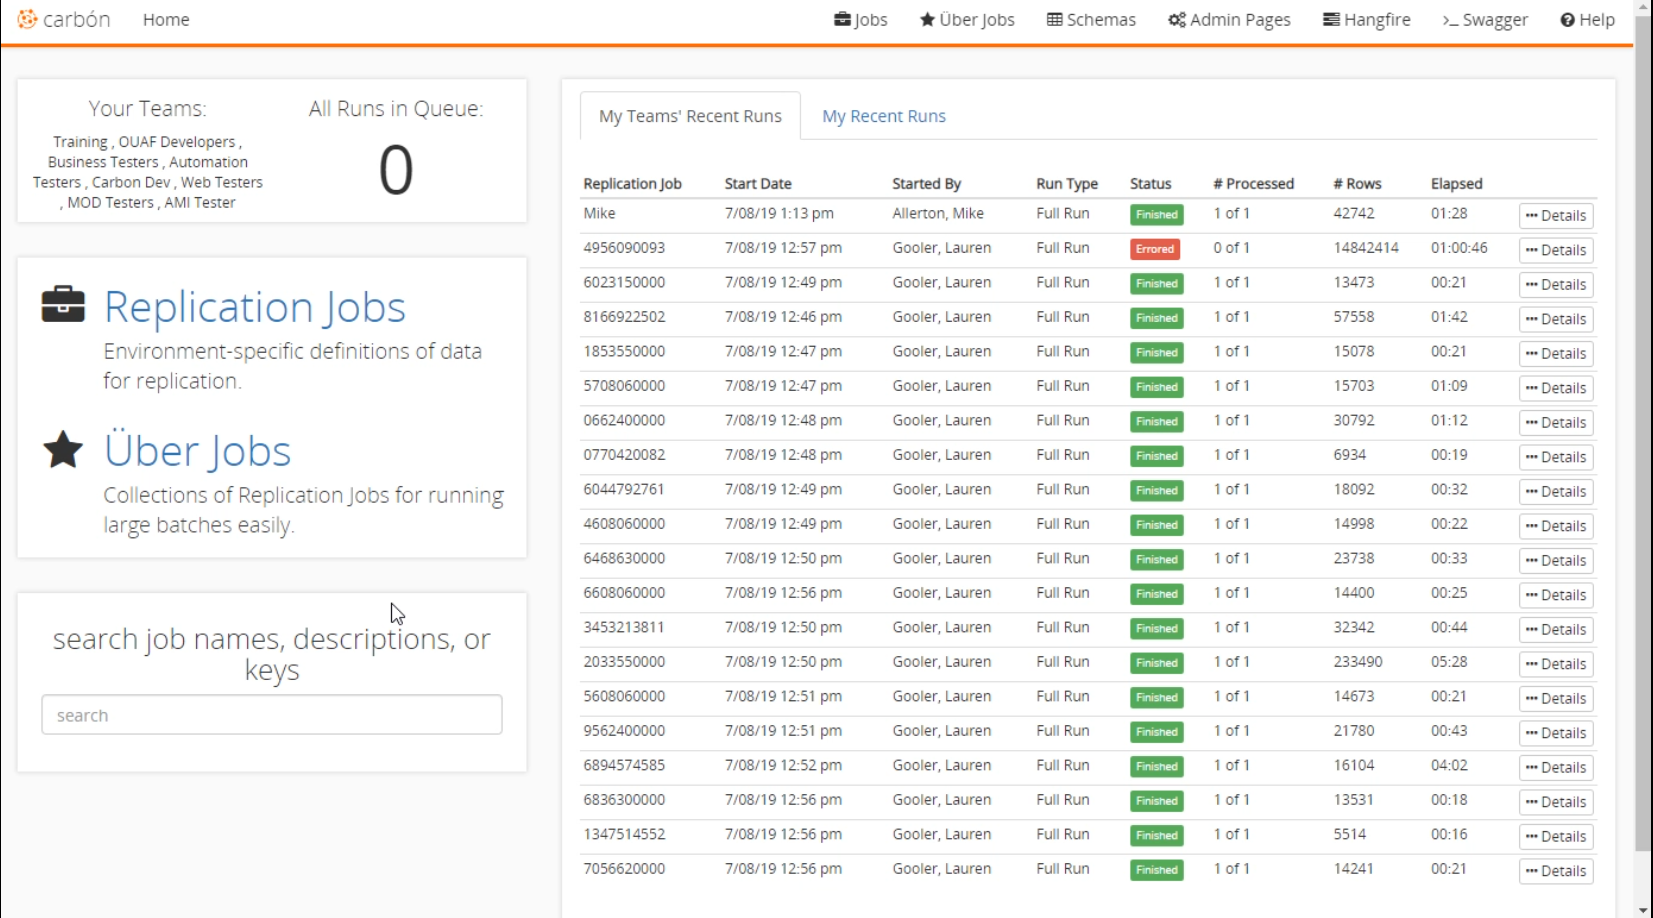 carbón Home Jobs Über Jobs Schemas Admin Pages Hangfire >_ Swagger Help
Your Teams:
Training , OUAF Developers ,
Business Testers , Automation
Testers , Carbon Dev , Web Testers
, MOD Testers , AMI Tester
All Runs in Queue:
0
Replication Jobs
Environment-specific definitions of data
for replication.
Über Jobs
Collections of Replication Jobs for running
large batches easily.
search job names, descriptions, or
keys
search
My Teams' Recent Runs My Recent Runs
Replication Job Start Date Started By Run Type Status # Processed # Rows Elapsed
Mike 7/08/19 1:13 pm Allerton, Mike Full Run Finished 1 of 1 42742 01:28 ••• Details
4956090093 7/08/19 12:57 pm Gooler, Lauren Full Run Errored 0 of 1 14842414 01:00:46 ••• Details
6023150000 7/08/19 12:49 pm Gooler, Lauren Full Run Finished 1 of 1 13473 00:21 ••• Details
8166922502 7/08/19 12:46 pm Gooler, Lauren Full Run Finished 1 of 1 57558 01:42 ••• Details
1853550000 7/08/19 12:47 pm Gooler, Lauren Full Run Finished 1 of 1 15078 00:21 ••• Details
5708060000 7/08/19 12:47 pm Gooler, Lauren Full Run Finished 1 of 1 15703 01:09 ••• Details
0662400000 7/08/19 12:48 pm Gooler, Lauren Full Run Finished 1 of 1 30792 01:12 ••• Details
0770420082 7/08/19 12:48 pm Gooler, Lauren Full Run Finished 1 of 1 6934 00:19 ••• Details
6044792761 7/08/19 12:49 pm Gooler, Lauren Full Run Finished 1 of 1 18092 00:32 ••• Details
4608060000 7/08/19 12:49 pm Gooler, Lauren Full Run Finished 1 of 1 14998 00:22 ••• Details
6468630000 7/08/19 12:50 pm Gooler, Lauren Full Run Finished 1 of 1 23738 00:33 ••• Details
6608060000 7/08/19 12:56 pm Gooler, Lauren Full Run Finished 1 of 1 14400 00:25 ••• Details
3453213811 7/08/19 12:50 pm Gooler, Lauren Full Run Finished 1 of 1 32342 00:44 ••• Details
2033550000 7/08/19 12:50 pm Gooler, Lauren Full Run Finished 1 of 1 233490 05:28 ••• Details
5608060000 7/08/19 12:51 pm Gooler, Lauren Full Run Finished 1 of 1 14673 00:21 ••• Details
9562400000 7/08/19 12:51 pm Gooler, Lauren Full Run Finished 1 of 1 21780 00:43 ••• Details
6894574585 7/08/19 12:52 pm Gooler, Lauren Full Run Finished 1 of 1 16104 04:02 ••• Details
6836300000 7/08/19 12:56 pm Gooler, Lauren Full Run Finished 1 of 1 13531 00:18 ••• Details
1347514552 7/08/19 12:56 pm Gooler, Lauren Full Run Finished 1 of 1 5514 00:16 ••• Details
7056620000 7/08/19 12:56 pm Gooler, Lauren Full Run Finished 1 of 1 14241 00:21 ••• Details